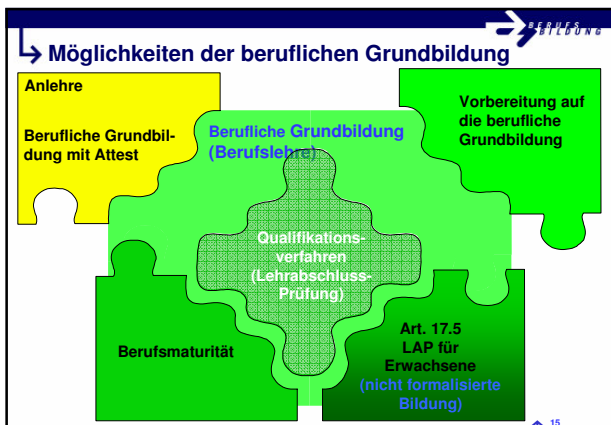 BERUFS
BILDUNG
Möglichkeiten der beruflichen Grundbildung
Anlehre
Berufliche Grundbil-
dung mit Attest
Berufliche Grundbildung
(Berufslehre)
Vorbereitung auf
die berufliche
Grundbildung
Qualifikations-
verfahren
(Lehrabschluss-
Prüfung)
Berufsmaturität
Art. 17.5
LAP für
Erwachsene
(nicht formalisierte
Bildung)
15